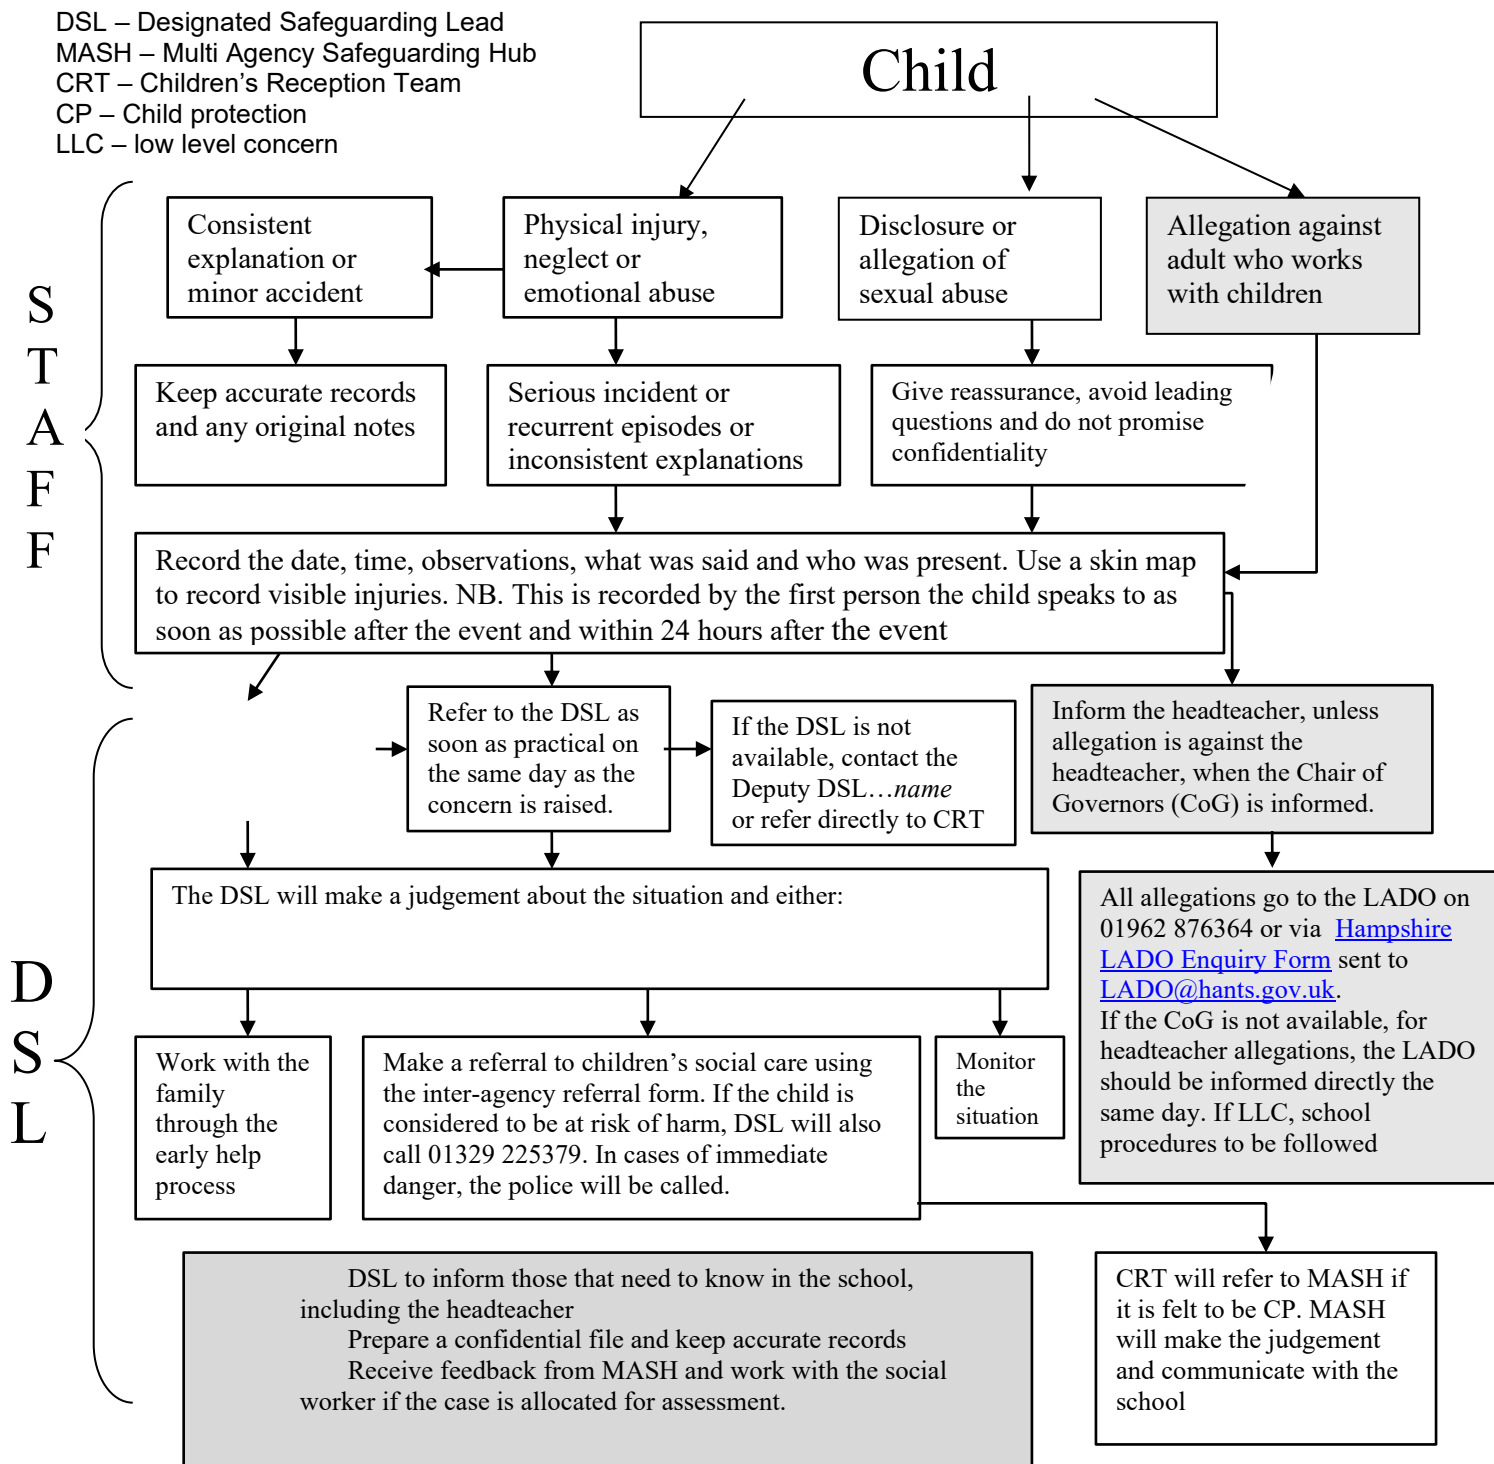 DSL – Designated Safeguarding Lead
MASH – Multi Agency Safeguarding Hub
CRT – Children's Reception Team
CP – Child protection
LLC – low level concern
Child
S
T
A
F
F
Consistent
explanation or
minor accident
Physical injury,
neglect or
emotional abuse
Disclosure or
allegation of
sexual abuse
Allegation against
adult who works
with children
Keep accurate records
and any original notes
Serious incident or
recurrent episodes or
inconsistent explanations
Give reassurance, avoid leading
questions and do not promise
confidentiality
Record the date, time, observations, what was said and who was present. Use a skin map
to record visible injuries. NB. This is recorded by the first person the child speaks to as
soon as possible after the event and within 24 hours after the event
Refer to the DSL as
soon as practical on
the same day as the
concern is raised.
If the DSL is not
available, contact the
Deputy DSL…name
or refer directly to CRT
Inform the headteacher, unless
allegation is against the
headteacher, when the Chair of
Governors (CoG) is informed.
D
S
L
The DSL will make a judgement about the situation and either:
All allegations go to the LADO on
01962 876364 or via Hampshire
LADO Enquiry Form sent to
LADO@hants.gov.uk.
If the CoG is not available, for
headteacher allegations, the LADO
should be informed directly the
same day. If LLC, school
procedures to be followed
Work with the
family
through the
early help
process
Make a referral to children's social care using
the inter-agency referral form. If the child is
considered to be at risk of harm, DSL will also
call 01329 225379. In cases of immediate
danger, the police will be called.
Monitor
the
situation
DSL to inform those that need to know in the school,
including the headteacher
Prepare a confidential file and keep accurate records
Receive feedback from MASH and work with the social
worker if the case is allocated for assessment.
CRT will refer to MASH if
it is felt to be CP. MASH
will make the judgement
and communicate with the
school